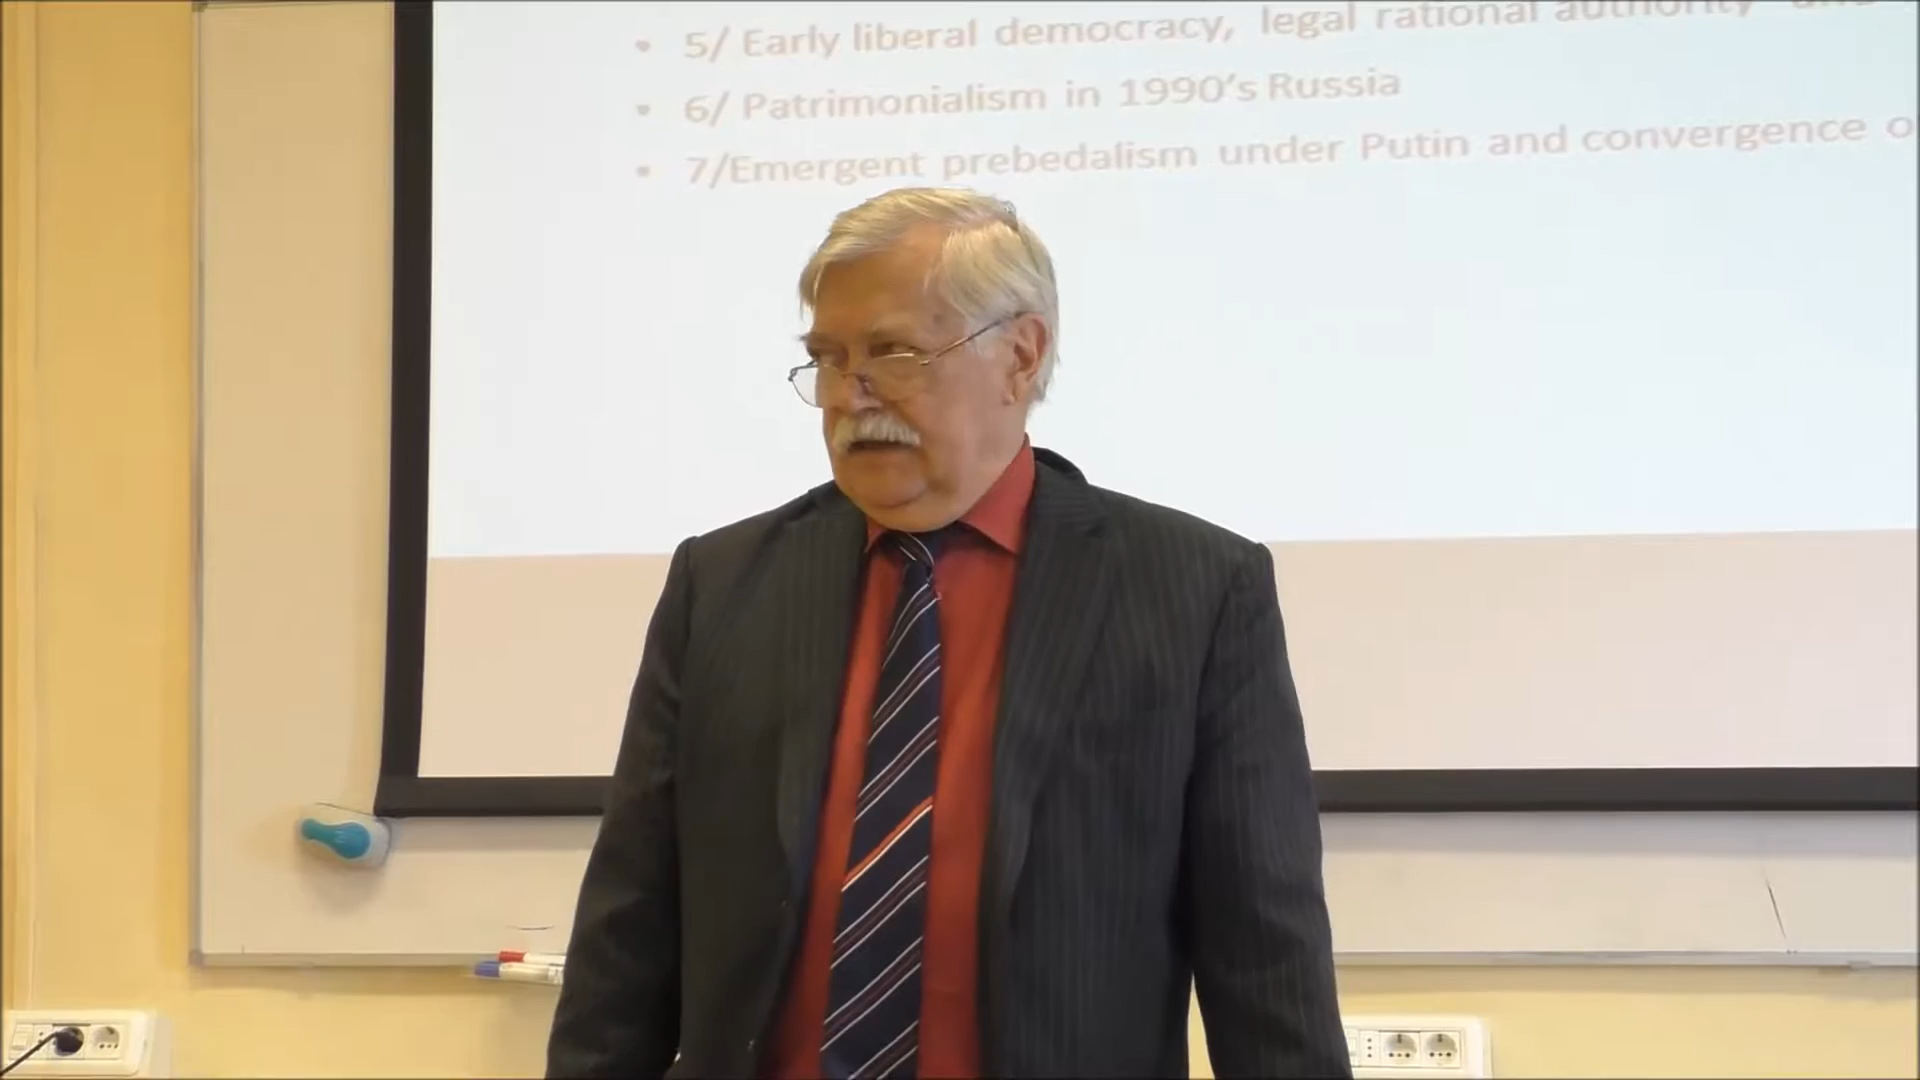 • 5/ Early liberal democracy, legal rational authority and
• 6/ Patrimonialism in 1990's Russia
• 7/Emergent prebedalism under Putin and convergence o